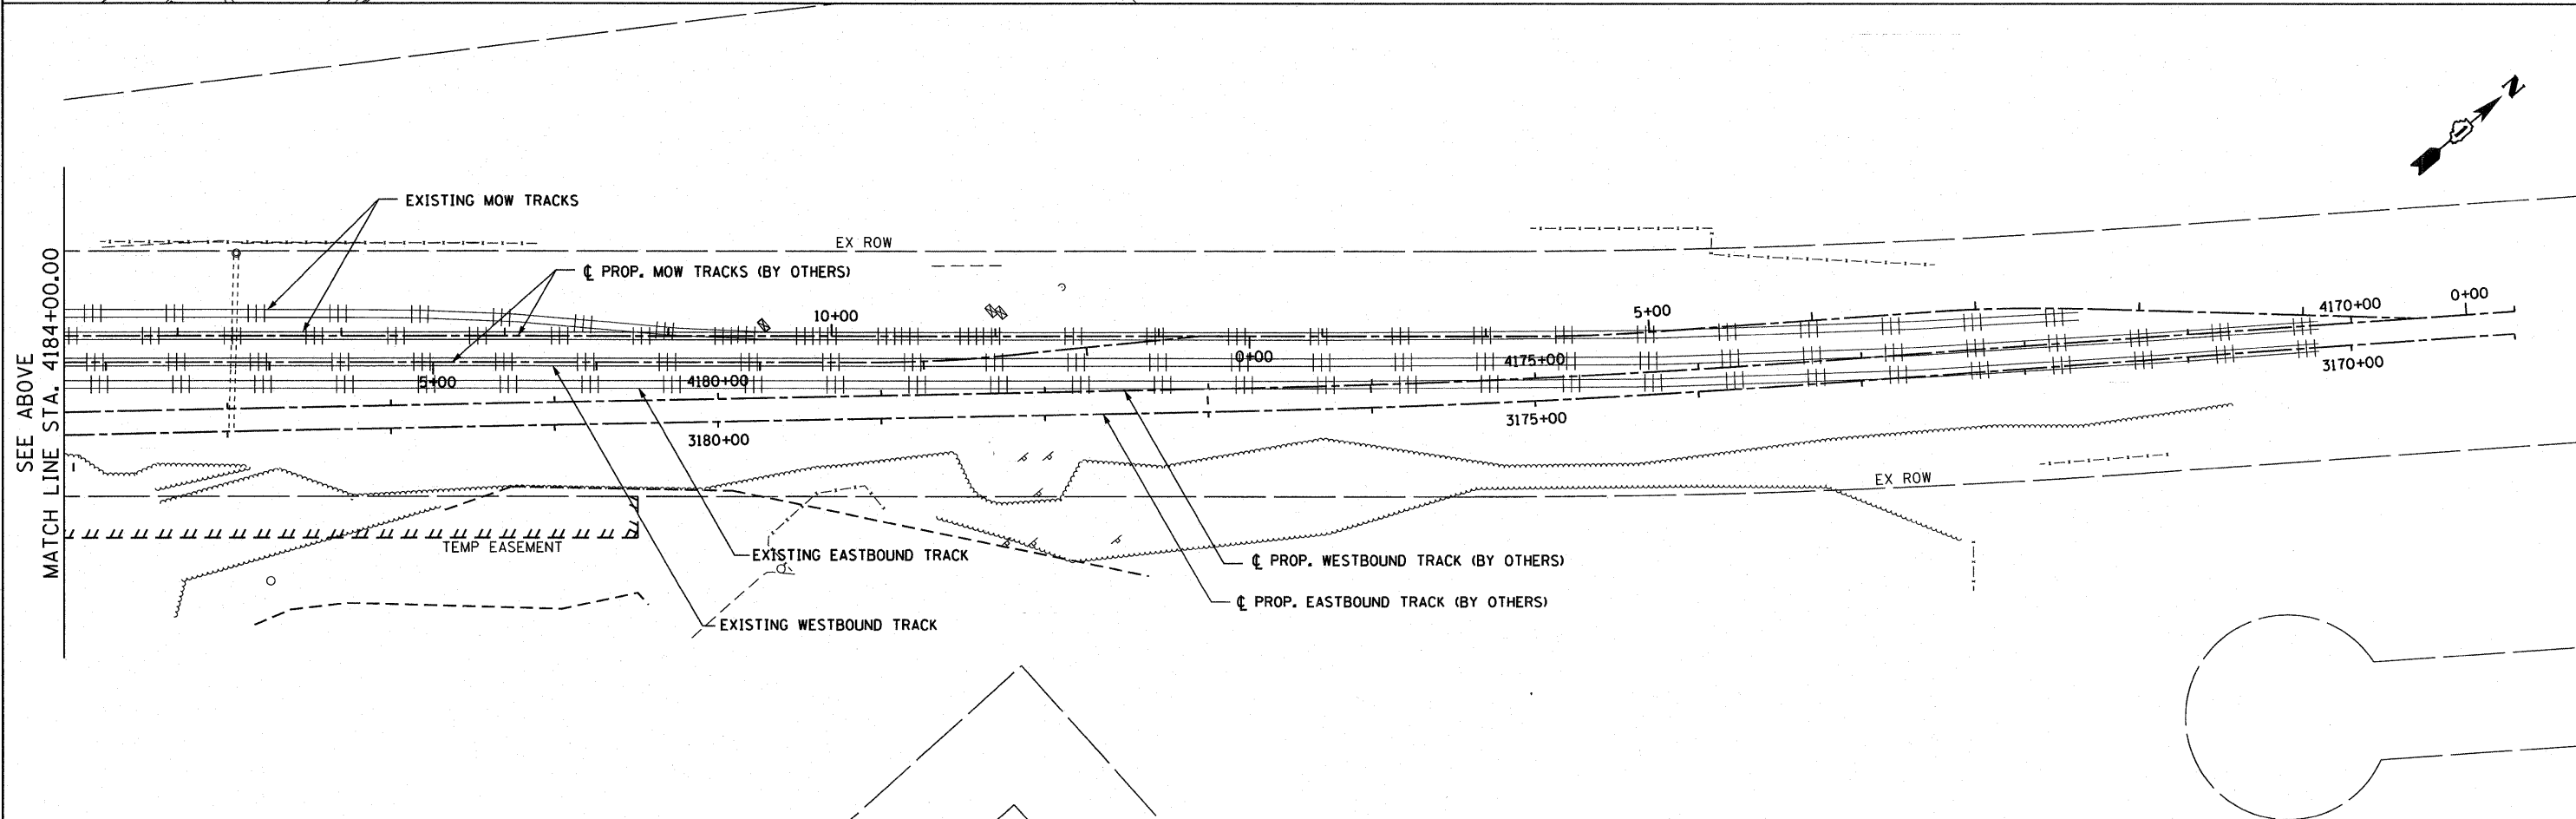 N
EXISTING MOW TRACKS
EX ROW
℄ PROP. MOW TRACKS (BY OTHERS)
10+00
5+00
4170+00
0+00
0+00
4175+00
3170+00
5+00
4180+00
3175+00
3180+00
SEE ABOVE
MATCH LINE STA. 4184+00.00
EX ROW
TEMP EASEMENT
EXISTING EASTBOUND TRACK
℄ PROP. WESTBOUND TRACK (BY OTHERS)
℄ PROP. EASTBOUND TRACK (BY OTHERS)
EXISTING WESTBOUND TRACK